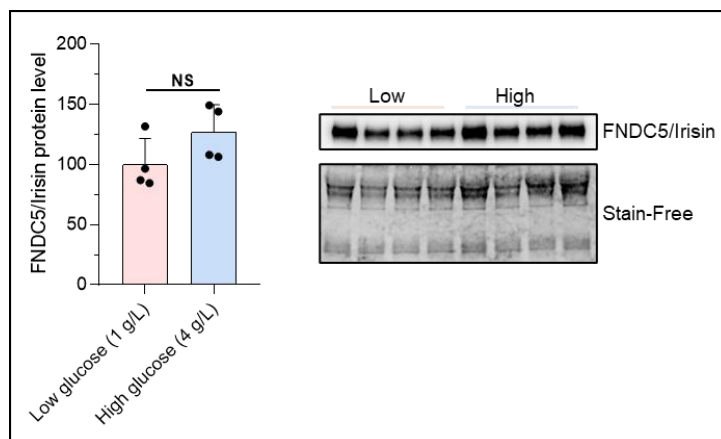 FNDC5/Irisin protein level
200
150
100
50
0
NS
Low glucose (1 g/L)
High glucose (4 g/L)
Low High
FNDC5/Irisin
Stain-Free